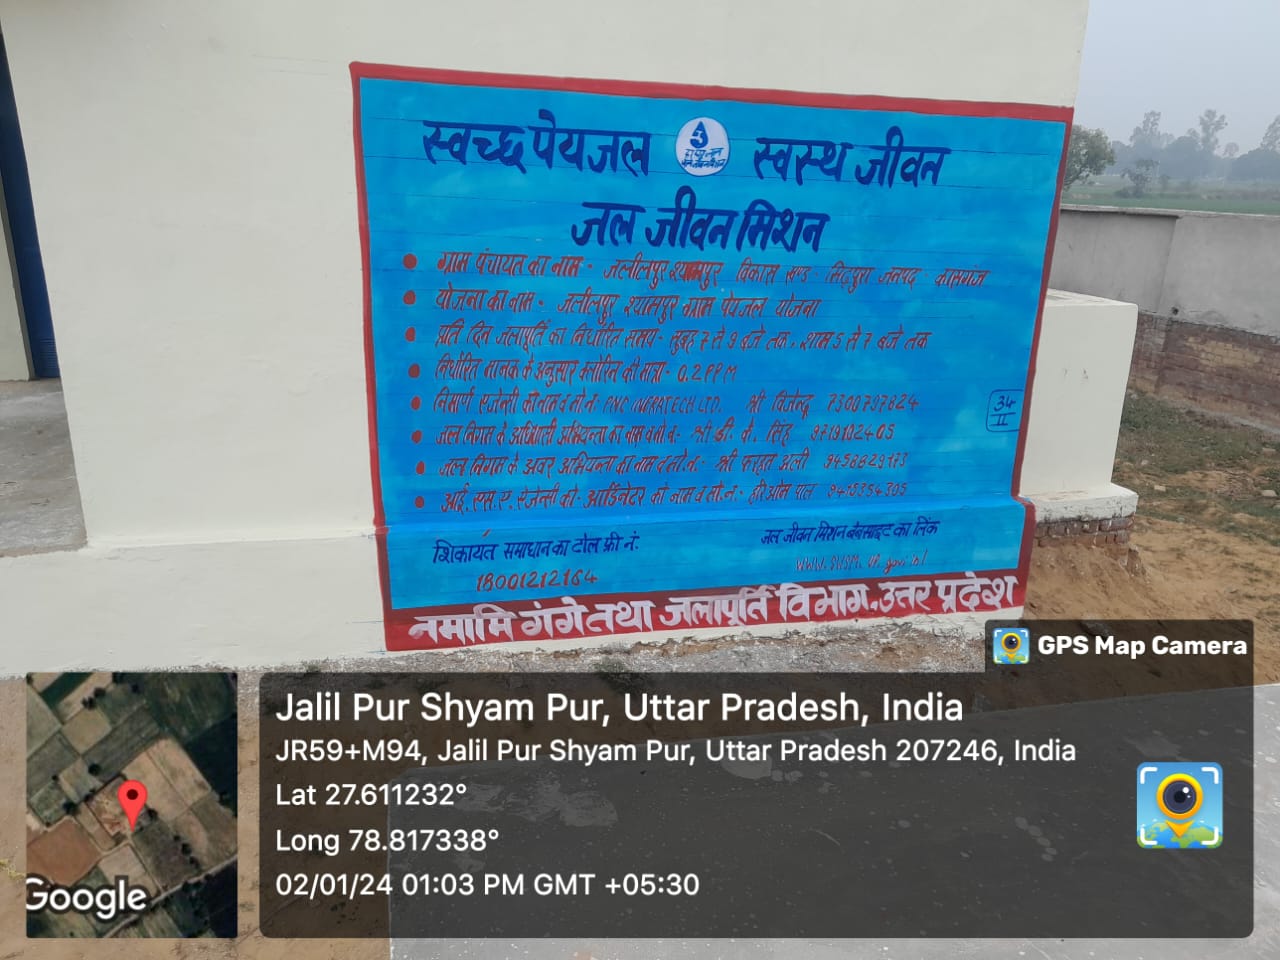 स्वच्छ पेयजल स्वस्थ जीवन
जल जीवन मिशन
ग्राम पंचायत का नाम - जलीलपुर श्यामपुर विकास खण्ड - सिढ़पुरा जनपद - कासगंज
योजना का नाम - जलीलपुर श्यामपुर ग्राम पेयजल योजना
प्रति दिन जलापूर्ति का निर्धारित समय - सुबह 7 से 9 बजे तक, शाम 5 से 7 बजे तक
निर्धारित मानक के अनुसार क्लोरिन की मात्रा - 0.2 PPM
निर्माण एजेन्सी का नाम व मो.नं. PNC INFRATECH LTD. श्री विजेन्द्र 7300797824
जल निगम के अधिशासी अभियन्ता का नाम व मो.नं.- श्री डी. के. सिंह 9719102405
जल निगम के अवर अभियन्ता का नाम व मो.नं- श्री फरहत अली
आई. एस. ए. ऐजेन्सी को-आर्डिनेटर का नाम व मो.नं- हरी ओम पाल
34
II
शिकायत समाधान का टोल फ्री नं.
18001212164
जल जीवन मिशन वेबसाइट का लिंक
नमामि गंगे तथा जलापूर्ति विभाग, उत्तर प्रदेश
GPS Map Camera
Jalil Pur Shyam Pur, Uttar Pradesh, India
JR59+M94, Jalil Pur Shyam Pur, Uttar Pradesh 207246, India
Lat 27.611232°
Long 78.817338°
02/01/24 01:03 PM GMT +05:30
Google